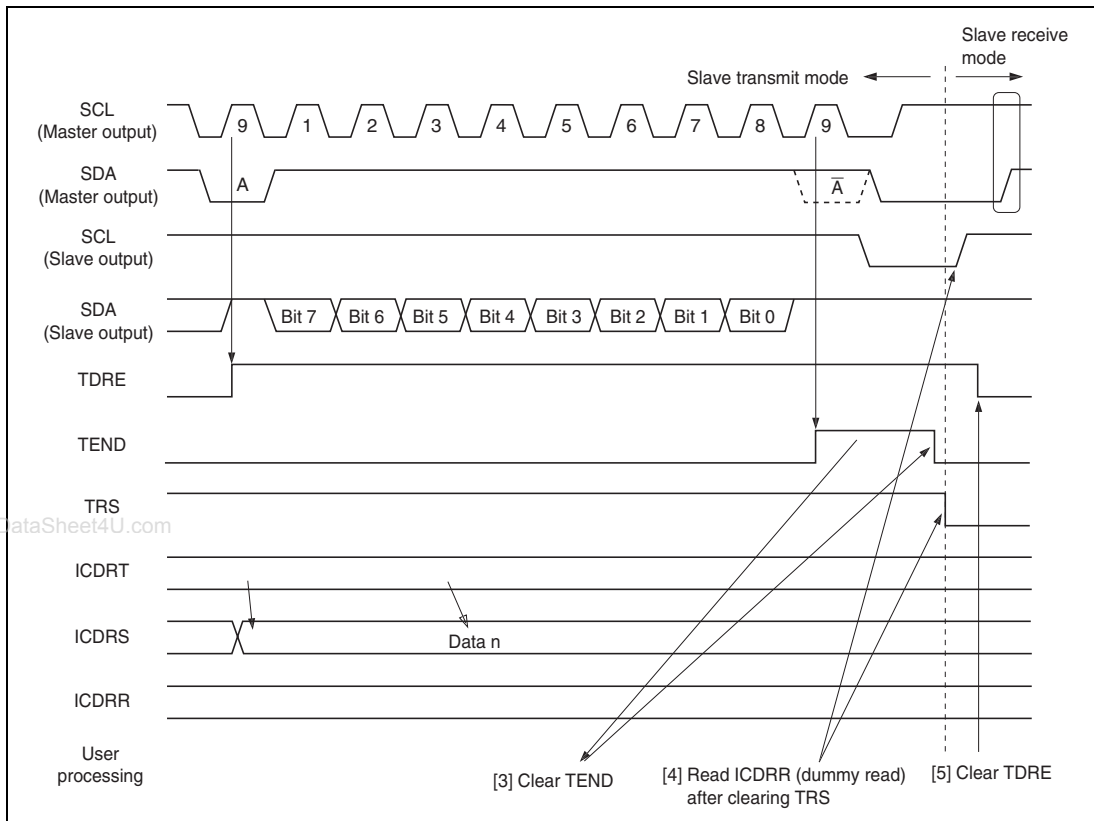 Slave receive
mode
Slave transmit mode
SCL
(Master output)
9 1 2 3 4 5 6 7 8 9
SDA
(Master output)
A A̅
SCL
(Slave output)
SDA
(Slave output)
Bit 7 Bit 6 Bit 5 Bit 4 Bit 3 Bit 2 Bit 1 Bit 0
TDRE
TEND
TRS
DataSheet4U.com
ICDRT
ICDRS
Data n
ICDRR
User
processing
[3] Clear TEND
[4] Read ICDRR (dummy read)
after clearing TRS
[5] Clear TDRE